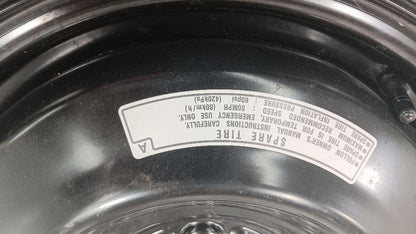 SPARE TIRE
A
• FOLLOW OWNER'S MANUAL INSTRUCTIONS CAREFULLY.
• SPARE TIRE IS FOR TEMPORARY, EMERGENCY USE ONLY.
• MAXIMUM RECOMMENDED SPEED : 50MPH (80km/h)
• SPARE TIRE INFLATION PRESSURE : 60psi (420kPa)